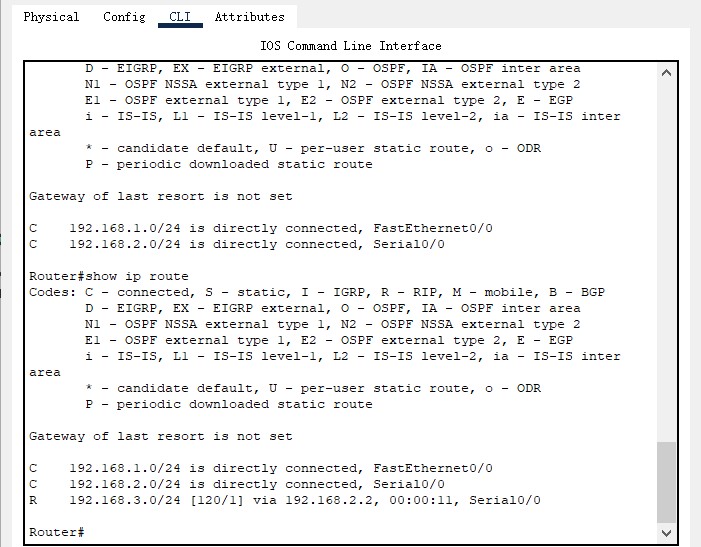 Physical Config CLI Attributes
IOS Command Line Interface
D - EIGRP, EX - EIGRP external, O - OSPF, IA - OSPF inter area
N1 - OSPF NSSA external type 1, N2 - OSPF NSSA external type 2
E1 - OSPF external type 1, E2 - OSPF external type 2, E - EGP
i - IS-IS, L1 - IS-IS level-1, L2 - IS-IS level-2, ia - IS-IS inter
area
* - candidate default, U - per-user static route, o - ODR
P - periodic downloaded static route
Gateway of last resort is not set
C 192.168.1.0/24 is directly connected, FastEthernet0/0
C 192.168.2.0/24 is directly connected, Serial0/0
Router#show ip route
Codes: C - connected, S - static, I - IGRP, R - RIP, M - mobile, B - BGP
D - EIGRP, EX - EIGRP external, O - OSPF, IA - OSPF inter area
N1 - OSPF NSSA external type 1, N2 - OSPF NSSA external type 2
E1 - OSPF external type 1, E2 - OSPF external type 2, E - EGP
i - IS-IS, L1 - IS-IS level-1, L2 - IS-IS level-2, ia - IS-IS inter
area
* - candidate default, U - per-user static route, o - ODR
P - periodic downloaded static route
Gateway of last resort is not set
C 192.168.1.0/24 is directly connected, FastEthernet0/0
C 192.168.2.0/24 is directly connected, Serial0/0
R 192.168.3.0/24 [120/1] via 192.168.2.2, 00:00:11, Serial0/0
Router#